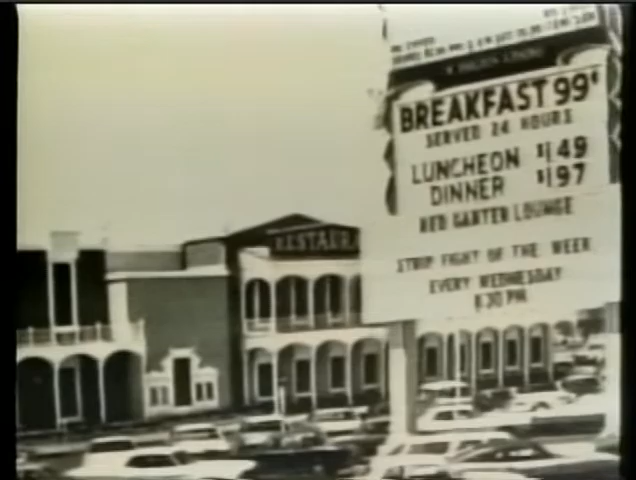 BREAKFAST 99¢
SERVED 24 HOURS
LUNCHEON $1.49
DINNER $1.97
RED GARTER LOUNGE
STRIP FIGHT OF THE WEEK
EVERY WEDNESDAY
8:30 PM
RESTAURA